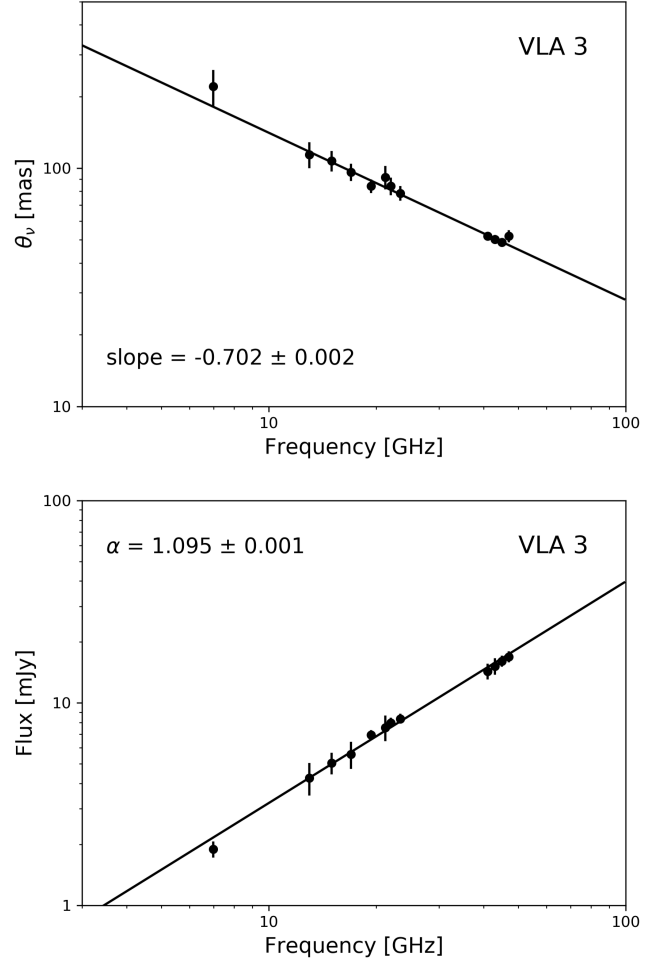 VLA 3
100
θν [mas]
slope = -0.702 ± 0.002
10
10
100
Frequency [GHz]
100
α = 1.095 ± 0.001
VLA 3
Flux [mJy]
10
1
10
100
Frequency [GHz]